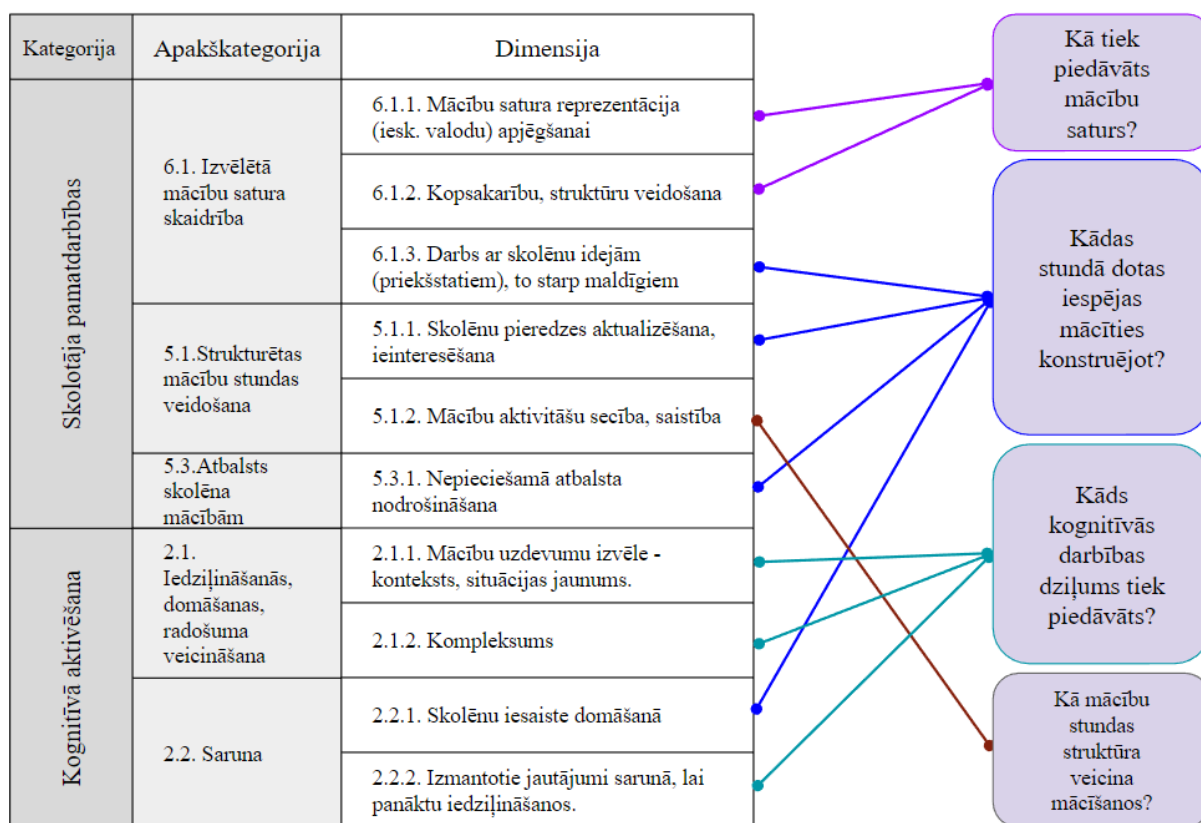 Kategorija
Apakškategorija
Dimensija
Skolotāja pamatdarbības
6.1. Izvēlētā
mācību satura
skaidrība
6.1.1. Mācību satura reprezentācija
(iesk. valodu) apjēgšanai
6.1.2. Kopsakarību, struktūru veidošana
6.1.3. Darbs ar skolēnu idejām
(priekšstatiem), to starp maldīgiem
5.1.Strukturētas
mācību stundas
veidošana
5.1.1. Skolēnu pieredzes aktualizēšana,
ieinteresēšana
5.1.2. Mācību aktivitāšu secība, saistība
5.3.Atbalsts
skolēna
mācībām
5.3.1. Nepieciešamā atbalsta
nodrošināšana
Kognitīvā aktivēšana
2.1.
Iedziļināšanās,
domāšanas,
radošuma
veicināšana
2.1.1. Mācību uzdevumu izvēle -
konteksts, situācijas jaunums.
2.1.2. Kompleksums
2.2. Saruna
2.2.1. Skolēnu iesaiste domāšanā
2.2.2. Izmantotie jautājumi sarunā, lai
panāktu iedziļināšanos.
Kā tiek
piedāvāts
mācību
saturs?
Kādas
stundā dotas
iespējas
mācīties
konstruējot?
Kāds
kognitīvās
darbības
dziļums tiek
piedāvāts?
Kā mācību
stundas
struktūra
veicina
mācīšanos?